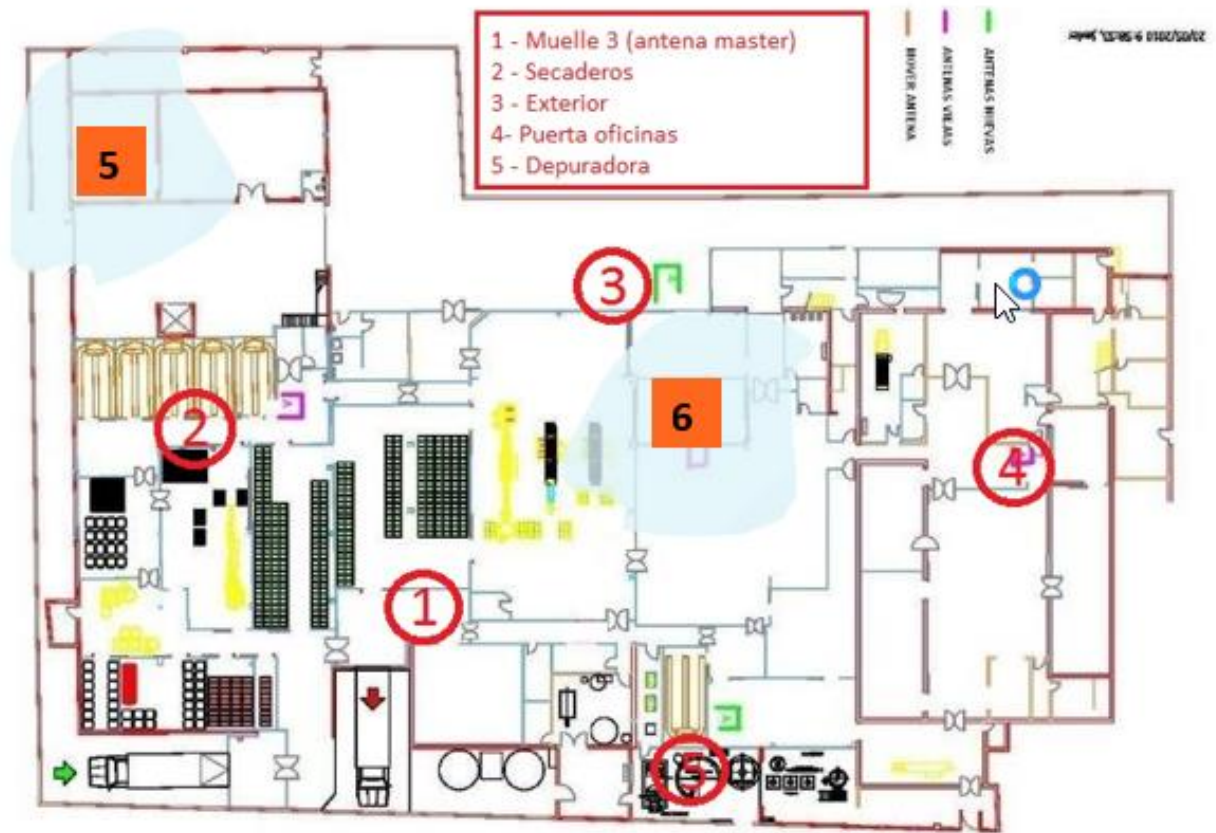 1 - Muelle 3 (antena master)
2 - Secaderos
3 - Exterior
4- Puerta oficinas
5 - Depuradora
MOVER ANTENA
ANTENAS VIEJAS
ANTENAS NUEVAS
5
3
6
2
4
1
5